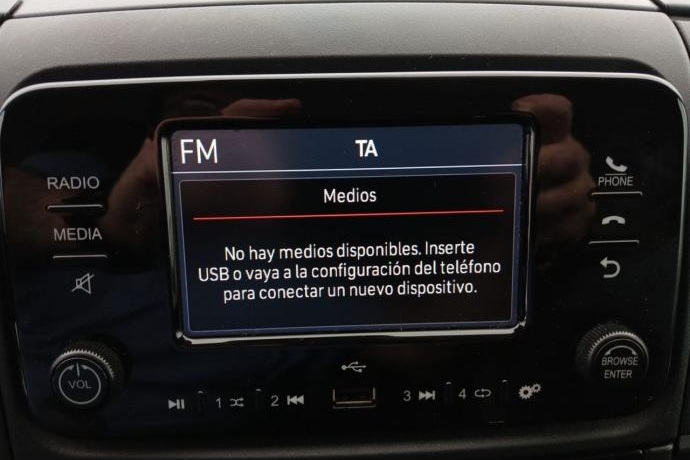 FM
TA
RADIO
Medios
PHONE
MEDIA
No hay medios disponibles. Inserte
USB o vaya a la configuración del teléfono
para conectar un nuevo dispositivo.
VOL
BROWSE
ENTER
1
2
3
4